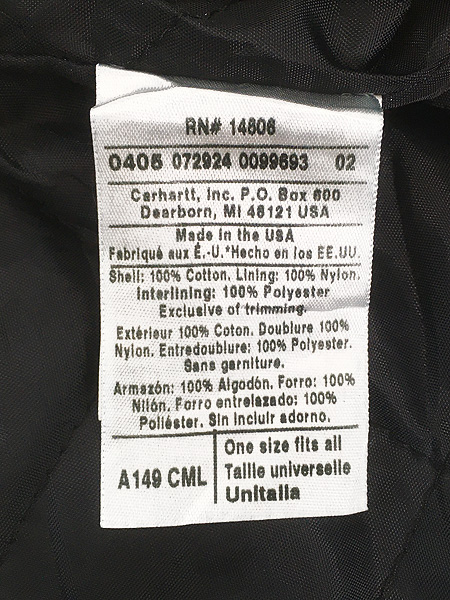 RN# 14806
0405 072924 0099693 02
Carhartt, Inc. P.O. Box 600
Dearborn, MI 48121 USA
Made in the USA
Fabriqué aux É.-U.*Hecho en los EE.UU.
Shell: 100% Cotton. Lining: 100% Nylon.
Interlining: 100% Polyester
Exclusive of trimming.
Extérieur 100% Coton. Doublure 100%
Nylon. Entredoublure: 100% Polyester.
Sans garniture.
Armazón: 100% Algodón. Forro: 100%
Nilón. Forro entrelazado: 100%
Poliéster. Sin incluir adorno.
A149 CML
One size fits all
Taille universelle
Unitalla